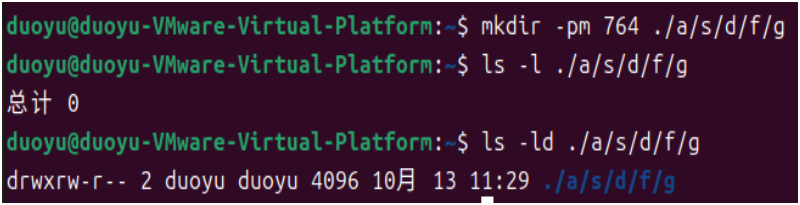 duoyu@duoyu-VMware-Virtual-Platform:~$ mkdir -pm 764 ./a/s/d/f/g
duoyu@duoyu-VMware-Virtual-Platform:~$ ls -l ./a/s/d/f/g
总计 0
duoyu@duoyu-VMware-Virtual-Platform:~$ ls -ld ./a/s/d/f/g
drwxrw-r-- 2 duoyu duoyu 4096 10月 13 11:29 ./a/s/d/f/g